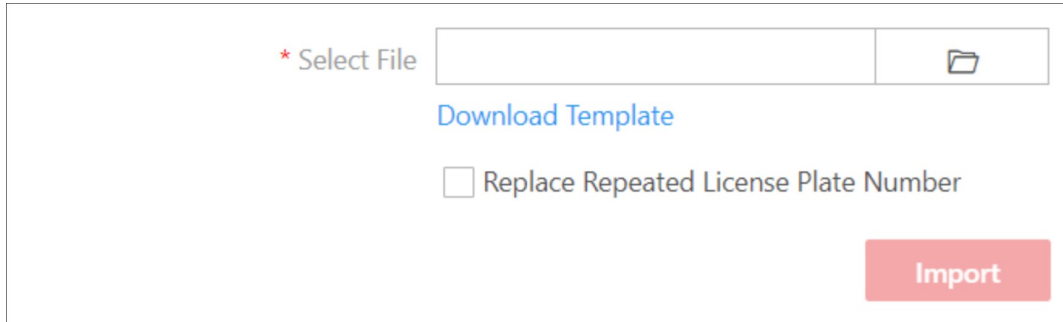 * Select File
Download Template
Replace Repeated License Plate Number
Import